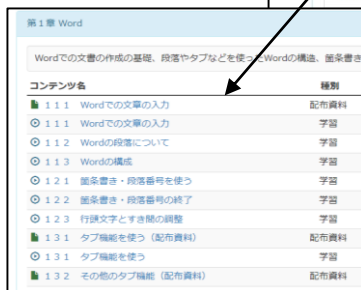 第1章 Word
Wordでの文書の作成の基礎、段落やタブなどを使ったWordの構造、箇条書き
コンテンツ名 種別
１１１ Wordでの文章の入力 配布資料
１１１ Wordでの文章の入力 学習
１１２ Wordの段落について 学習
１１３ Wordの構成 学習
１２１ 箇条書き・段落番号を使う 学習
１２２ 箇条書き・段落番号の終了 学習
１２３ 行頭文字とすき間の調整 学習
１３１ タブ機能を使う（配布資料） 配布資料
１３１ タブ機能を使う 学習
１３２ その他のタブ機能（配布資料） 配布資料